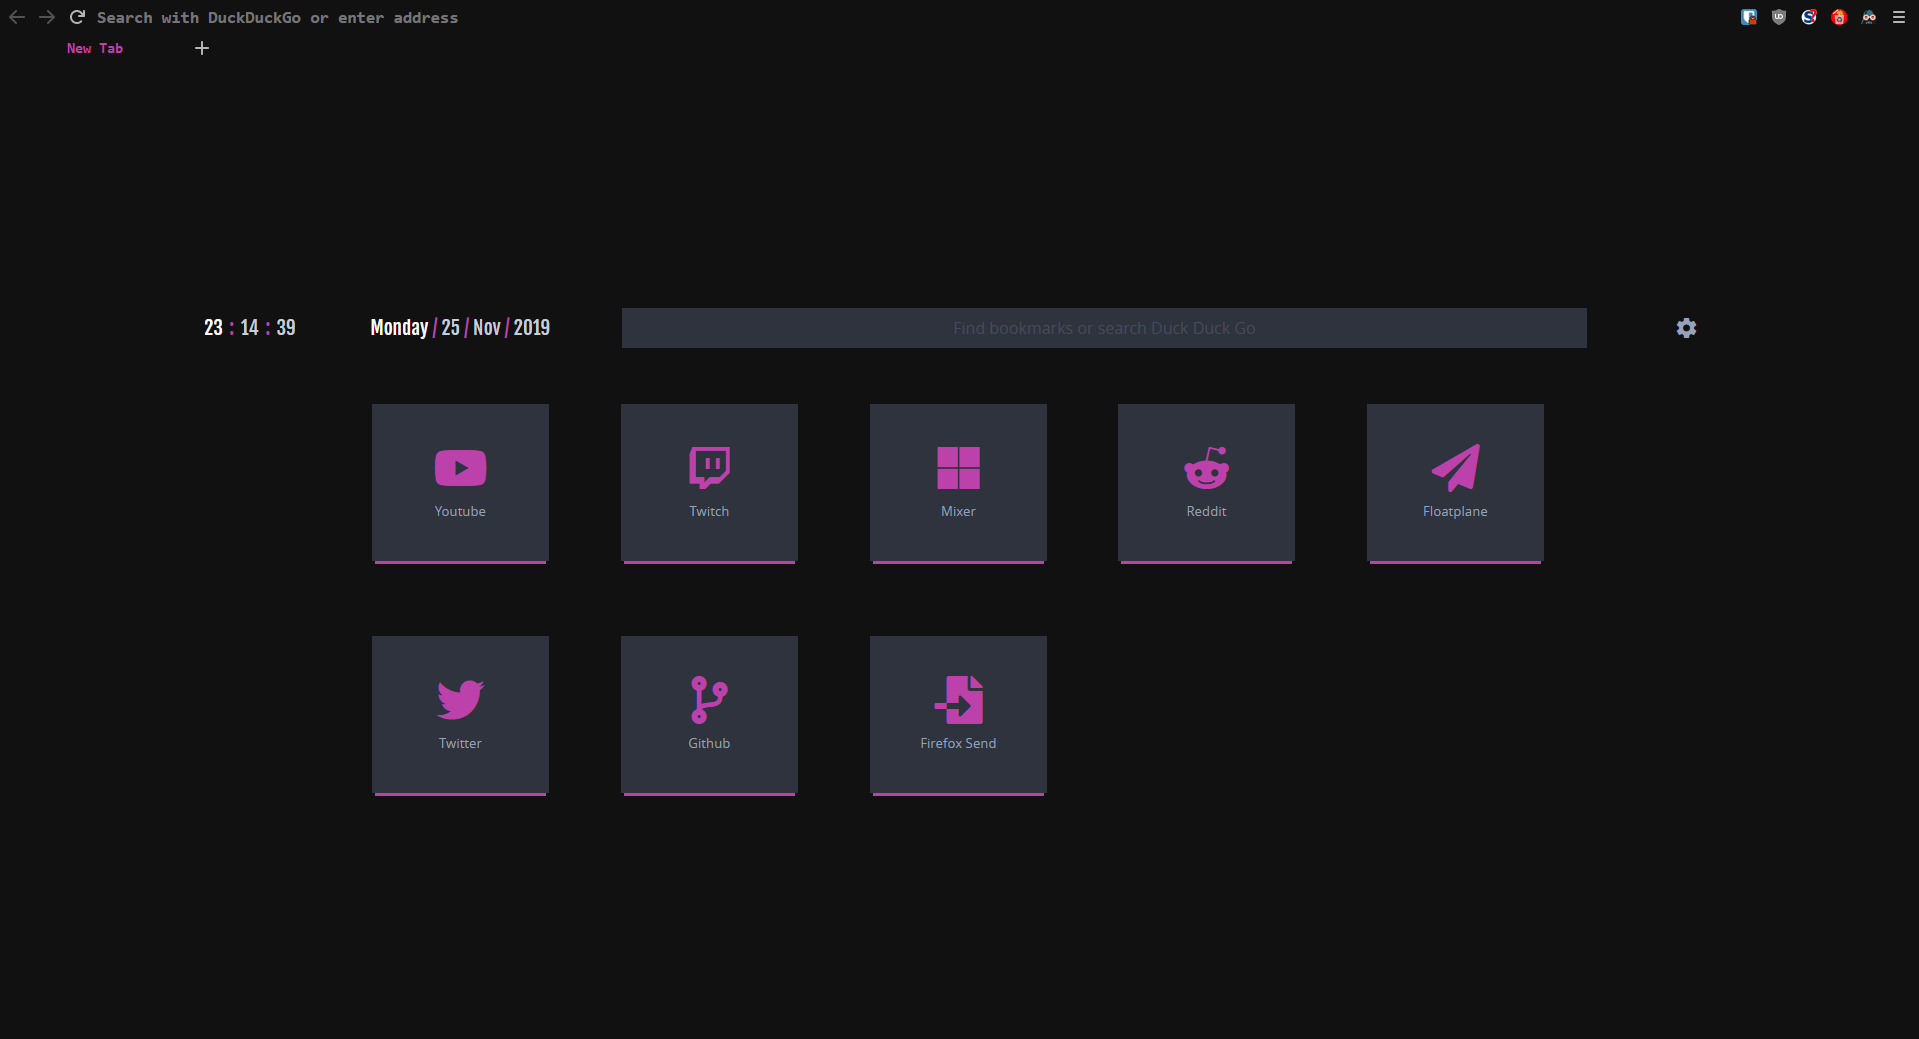 Search with DuckDuckGo or enter address
New Tab
23 : 14 : 39
Monday / 25 / Nov / 2019
Find bookmarks or search Duck Duck Go
Youtube
Twitch
Mixer
Reddit
Floatplane
Twitter
Github
Firefox Send